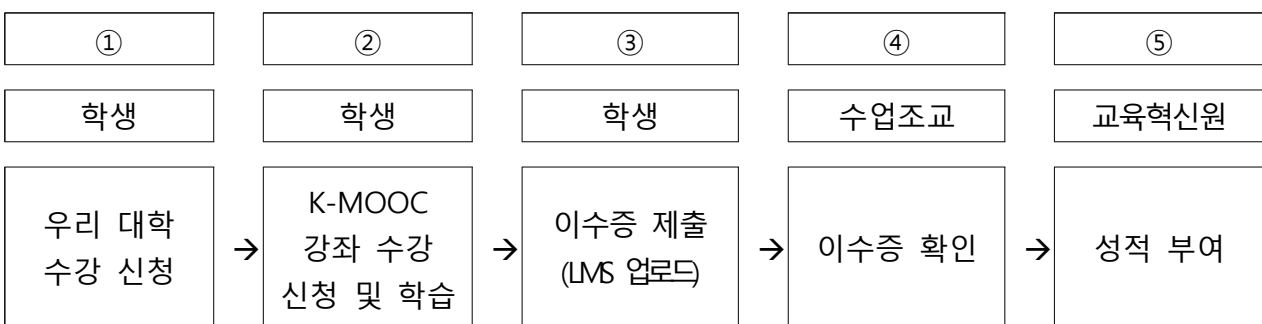 ① ② ③ ④ ⑤
학생 학생 학생 수업조교 교육혁신원
우리 대학
수강 신청
→
K-MOOC
강좌 수강
신청 및 학습
→
이수증 제출
(LMS 업로드)
→
이수증 확인
→
성적 부여